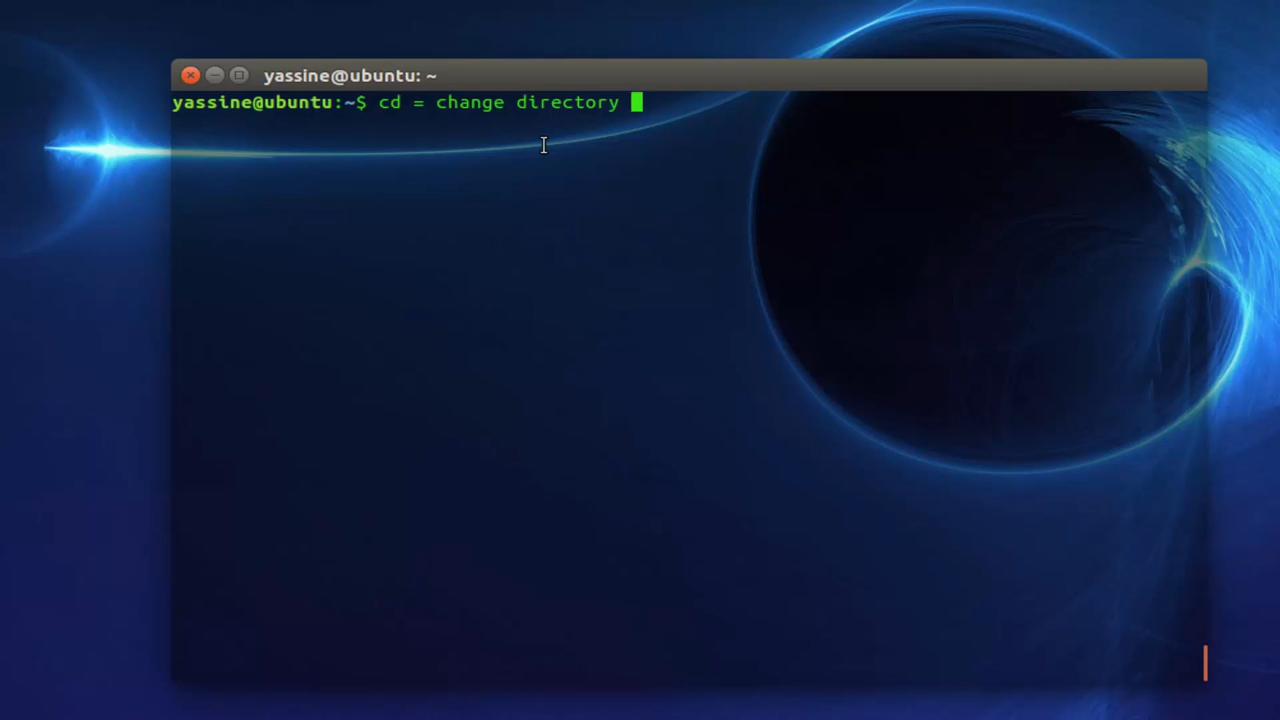 yassine@ubuntu: ~
yassine@ubuntu:~$ cd = change directory